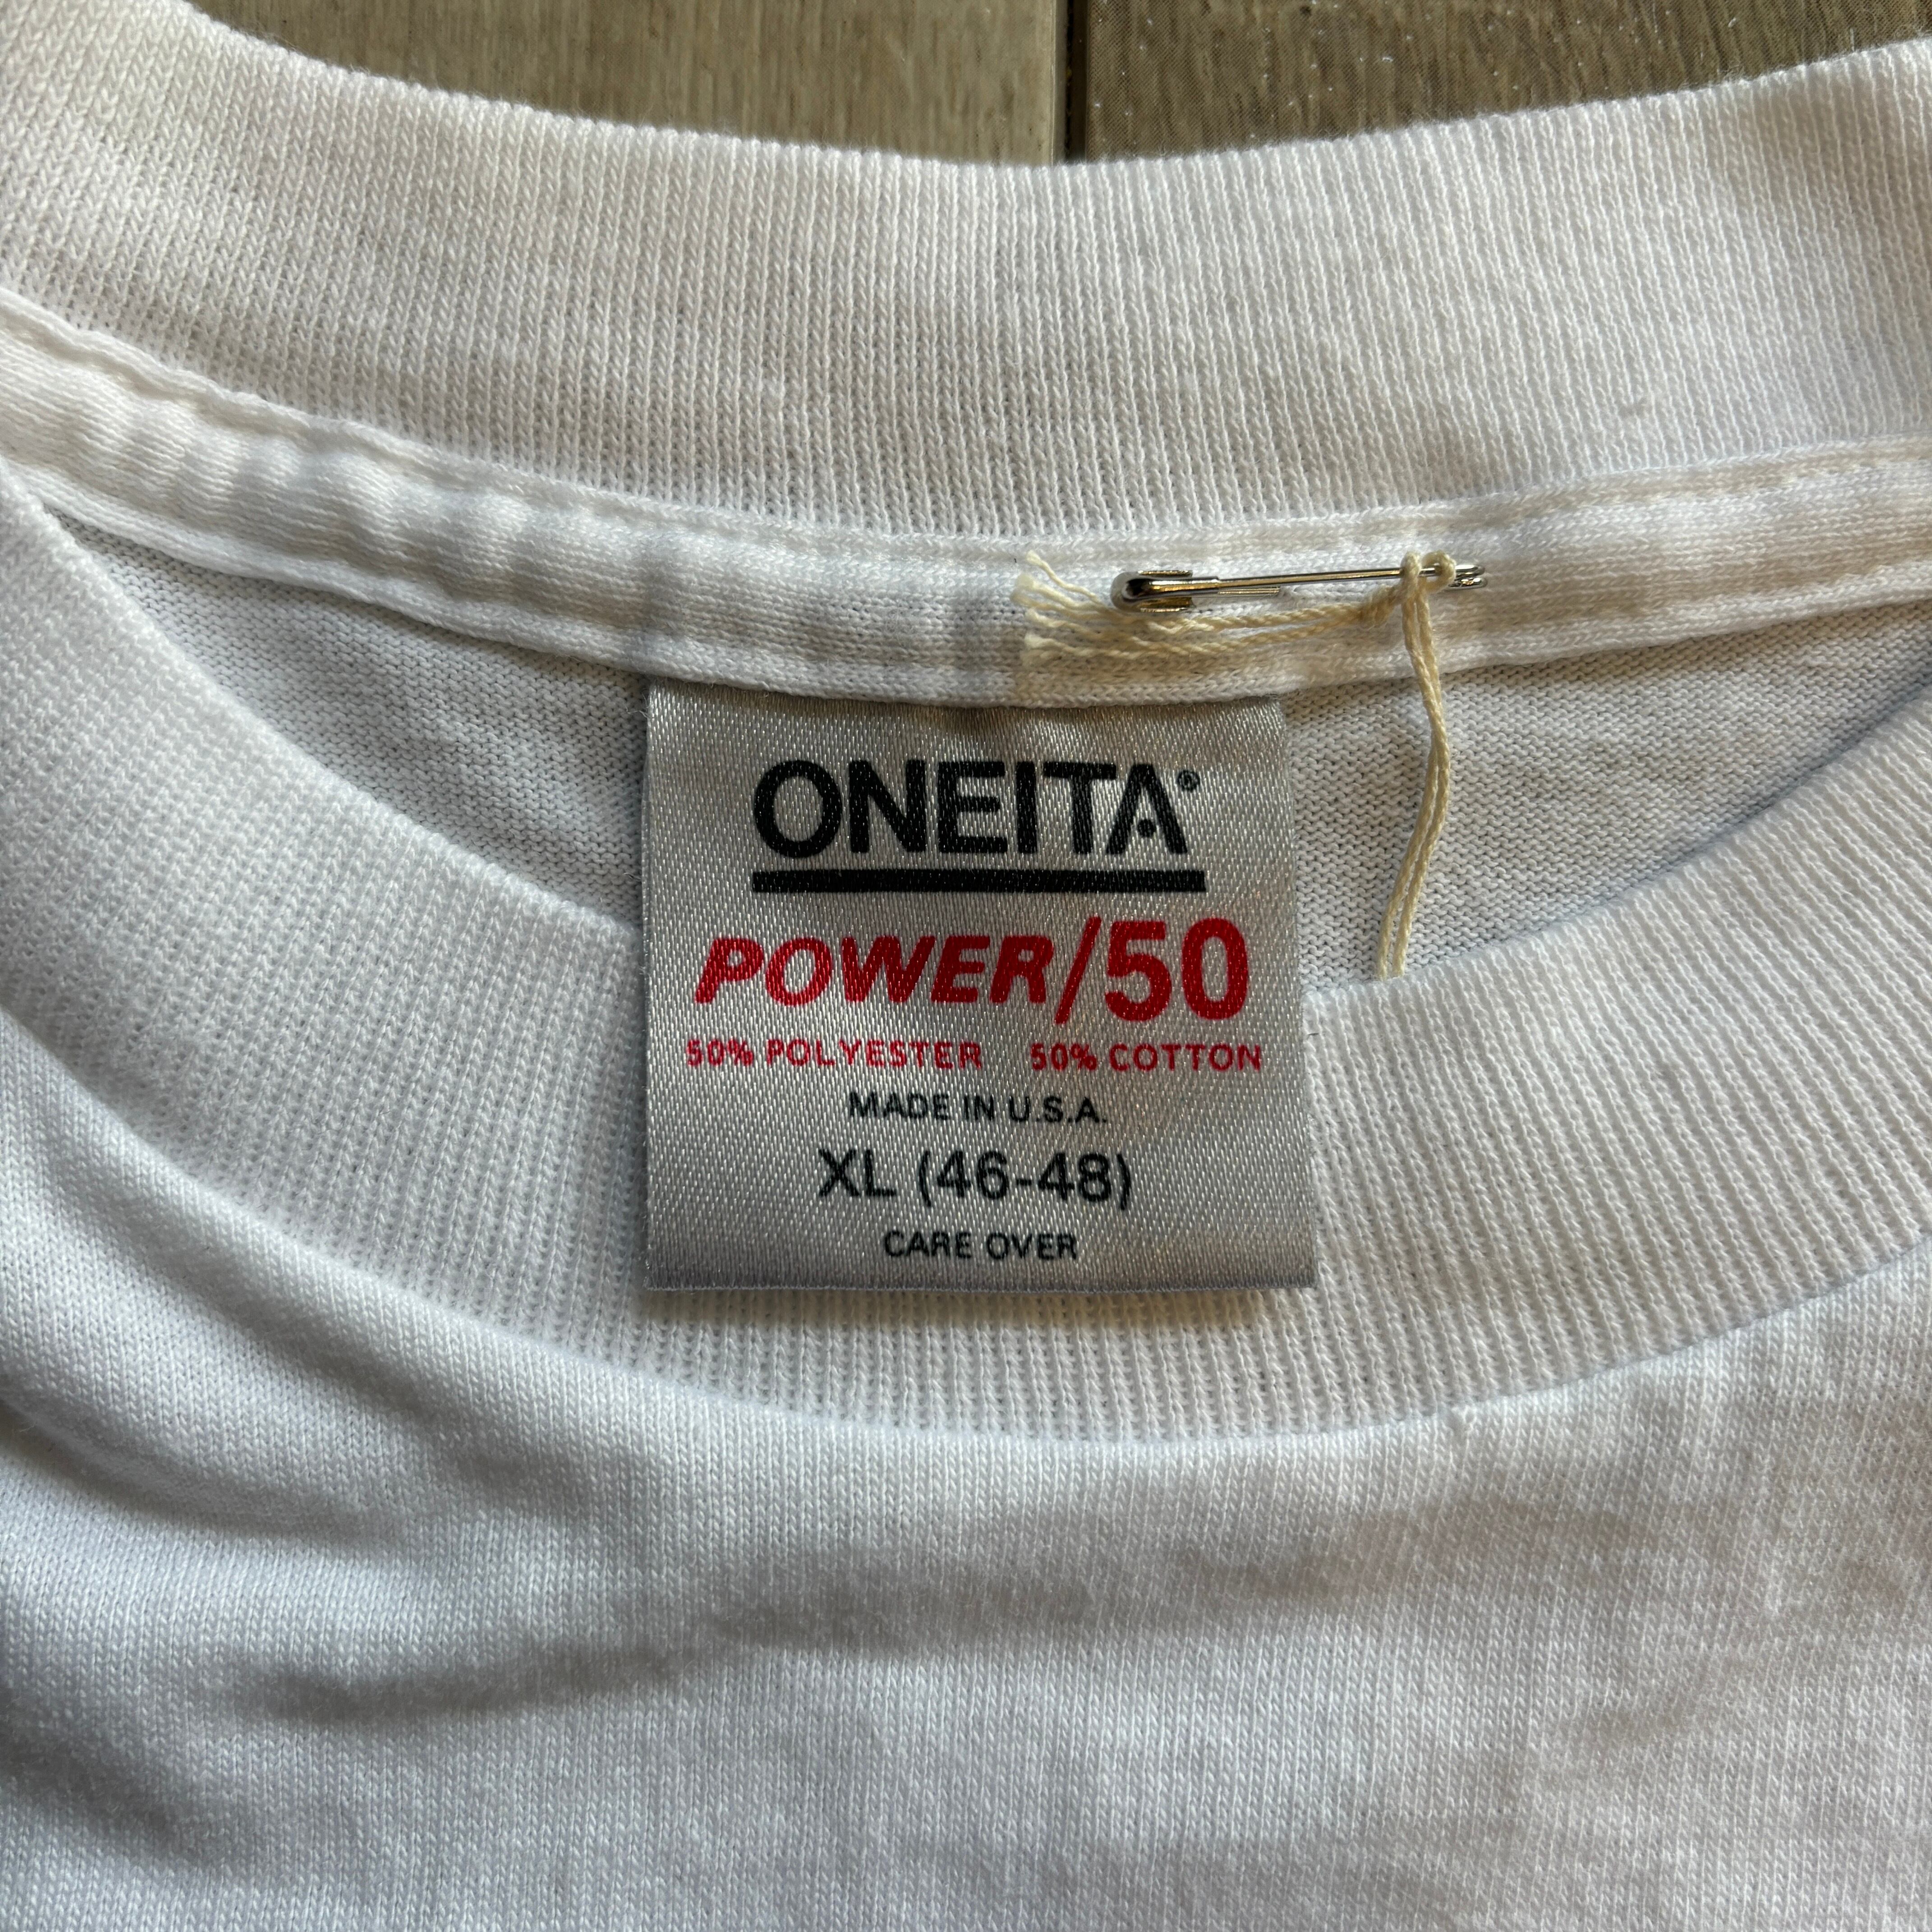 ONEITA®
POWER/50
50% POLYESTER 50% COTTON
MADE IN U.S.A.
XL (46-48)
CARE OVER